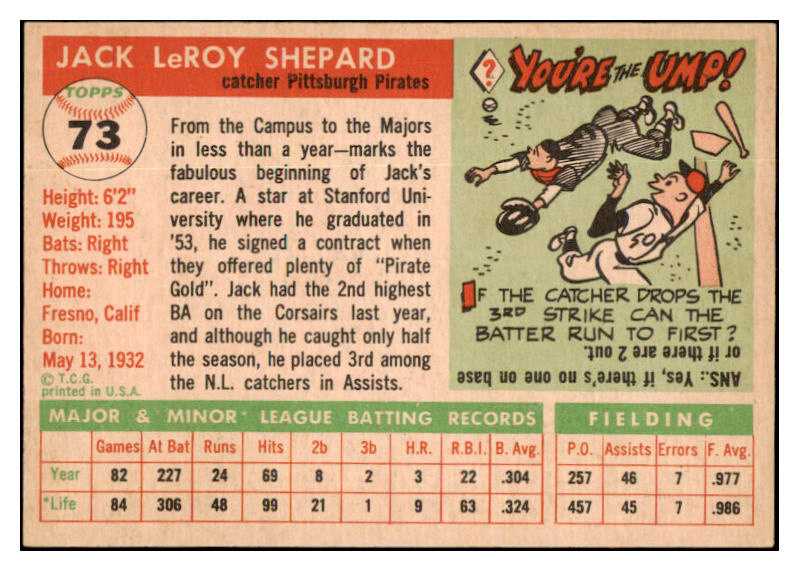 JACK LeROY SHEPARD
catcher Pittsburgh Pirates
TOPPS
73
Height: 6'2"
Weight: 195
Bats: Right
Throws: Right
Home:
Fresno, Calif
Born:
May 13, 1932
© T.C.G.
printed in U.S.A.
From the Campus to the Majors
in less than a year—marks the
fabulous beginning of Jack's
career. A star at Stanford Uni-
versity where he graduated in
'53, he signed a contract when
they offered plenty of "Pirate
Gold". Jack had the 2nd highest
BA on the Corsairs last year,
and although he caught only half
the season, he placed 3rd among
the N.L. catchers in Assists.
?
YOU'RE THE UMP!
50
IF THE CATCHER DROPS THE
3RD STRIKE CAN THE
BATTER RUN TO FIRST?
ANS.: Yes, if there's no one on base
or if there are 2 out.
MAJOR & MINOR* LEAGUE BATTING RECORDS
Games At Bat Runs Hits 2b 3b H.R. R.B.I. B. Avg.
Year 82 227 24 69 8 2 3 22 .304
*Life 84 306 48 99 21 1 9 63 .324
FIELDING
P.O. Assists Errors F. Avg.
257 46 7 .977
457 45 7 .986